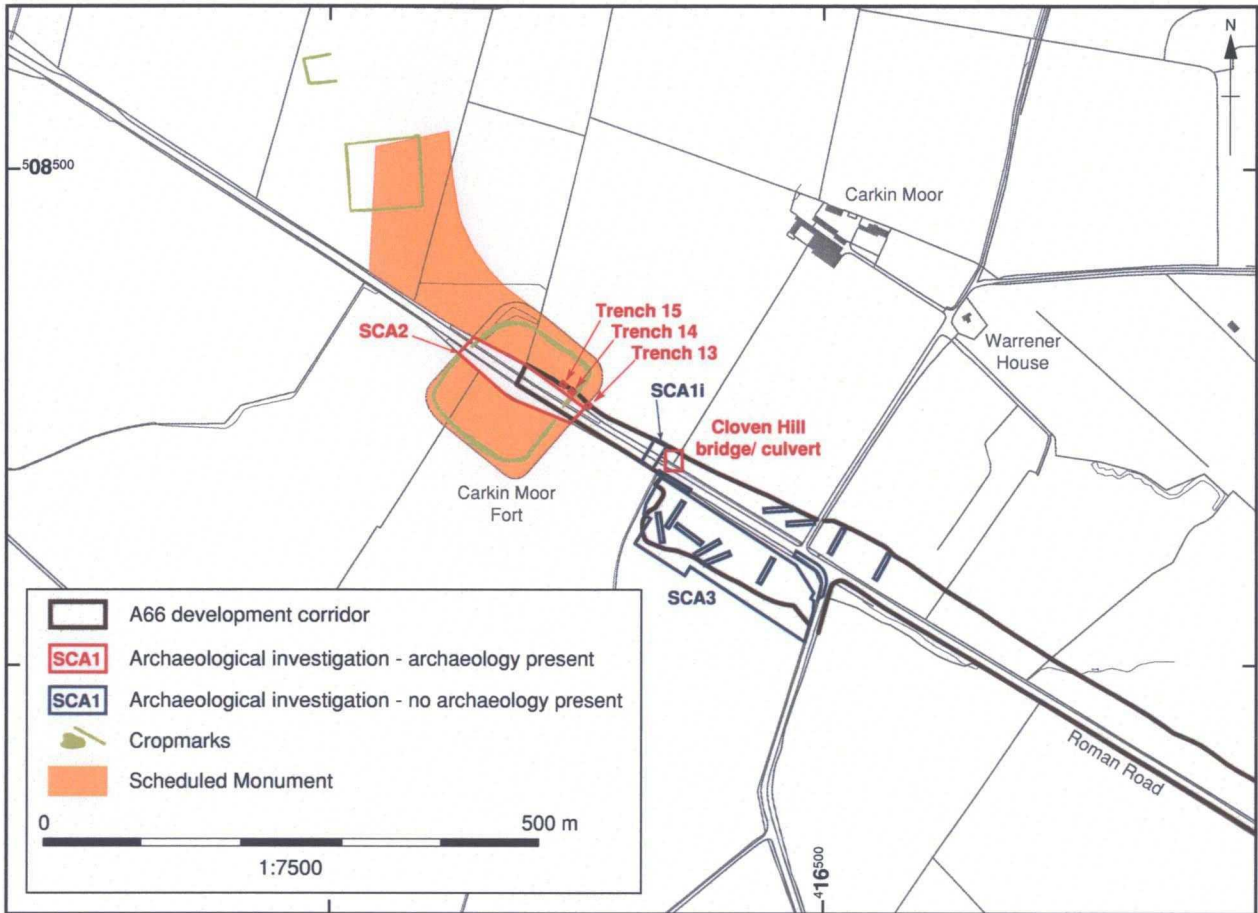 N
508500
Carkin Moor
Trench 15
Trench 14
Trench 13
SCA2
Warrener
House
SCA1i
Cloven Hill
bridge/ culvert
Carkin Moor
Fort
SCA3
Roman Road
A66 development corridor
SCA1 Archaeological investigation - archaeology present
SCA1 Archaeological investigation - no archaeology present
Cropmarks
Scheduled Monument
0 500 m
1:7500
416500